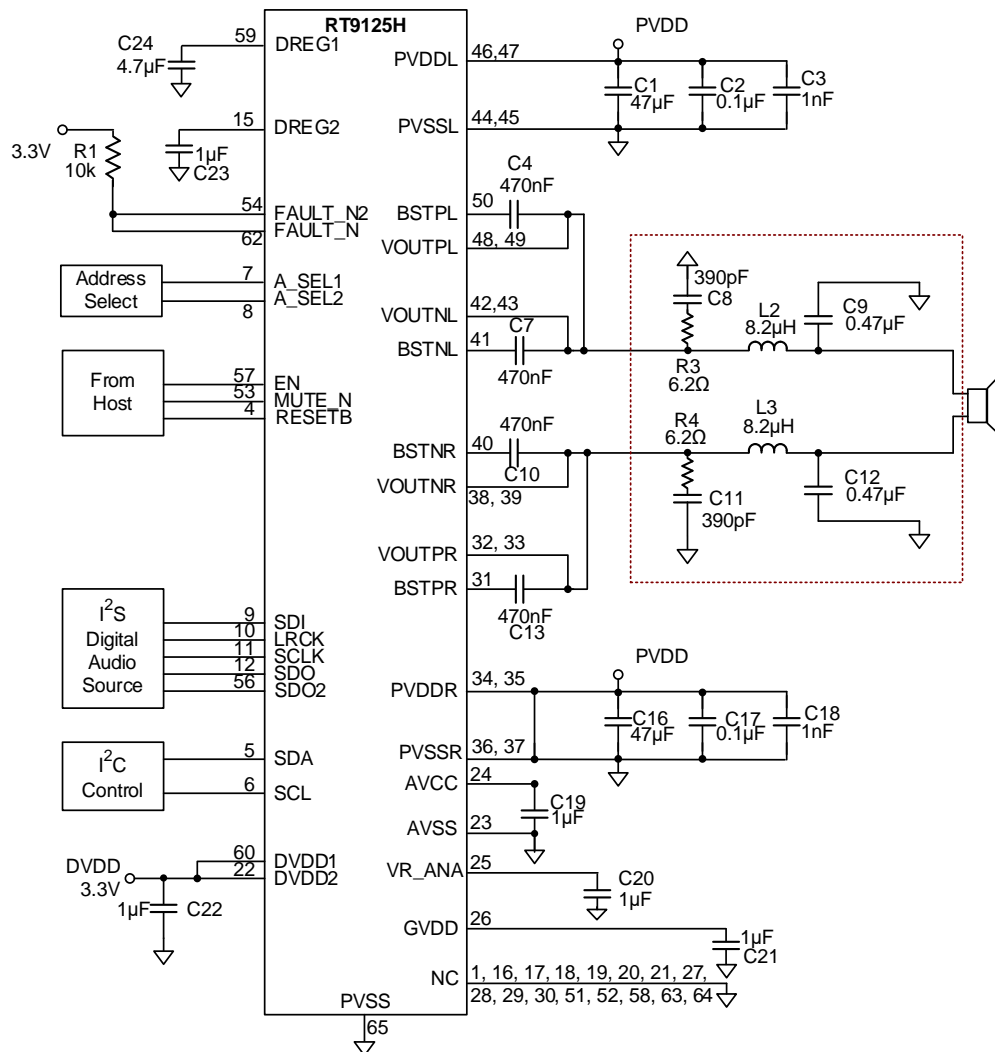 RT9125H
C24
4.7µF
59
DREG1
15
DREG2
1µF
C23
3.3V
R1
10k
54
FAULT_N2
FAULT_N
62
Address
Select
7
A_SEL1
A_SEL2
8
From
Host
57
EN
53
MUTE_N
4
RESETB
I²S
Digital
Audio
Source
9
SDI
10
LRCK
11
SCLK
12
SDO
56
SDO2
I²C
Control
5
SDA
6
SCL
DVDD
3.3V
60
DVDD1
22
DVDD2
1µF
C22
PVSS
65
PVDD
PVDDL
46,47
C1
47µF
C2
0.1µF
C3
1nF
PVSSL
44,45
C4
470nF
BSTPL
50
VOUTPL
48, 49
VOUTNL
42,43
BSTNL
41
C7
470nF
390pF
C8
R3
6.2Ω
L2
8.2µH
C9
0.47µF
BSTNR
40
470nF
C10
VOUTNR
38, 39
R4
6.2Ω
C11
390pF
L3
8.2µH
C12
0.47µF
VOUTPR
32, 33
BSTPR
31
470nF
C13
PVDD
PVDDR
34, 35
C16
47µF
C17
0.1µF
C18
1nF
PVSSR
36, 37
AVCC
24
C19
1µF
AVSS
23
VR_ANA
25
C20
1µF
GVDD
26
1µF
C21
NC
1, 16, 17, 18, 19, 20, 21, 27,
28, 29, 30, 51, 52, 58, 63, 64